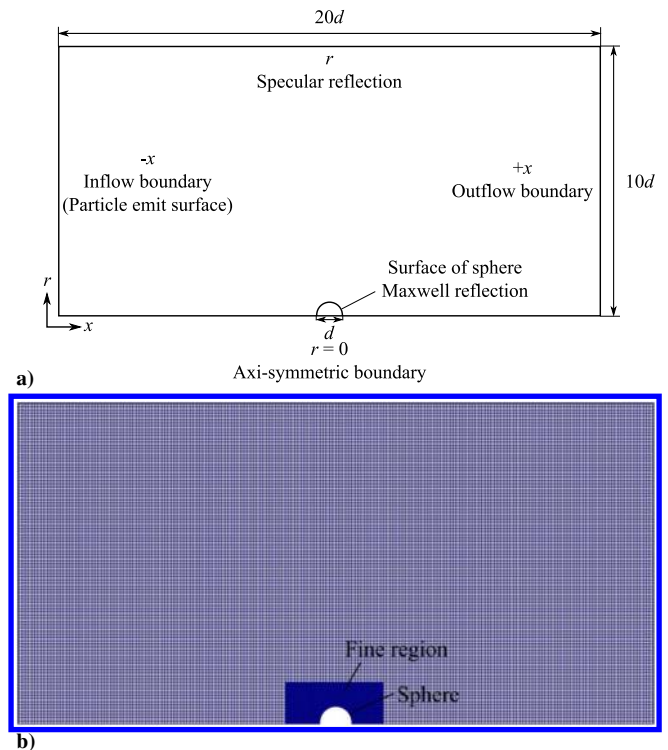 20d
r
Specular reflection
-x
Inflow boundary
(Particle emit surface)
+x
Outflow boundary
10d
Surface of sphere
Maxwell reflection
r
x
d
r = 0
Axi-symmetric boundary
a)
Fine region
Sphere
b)